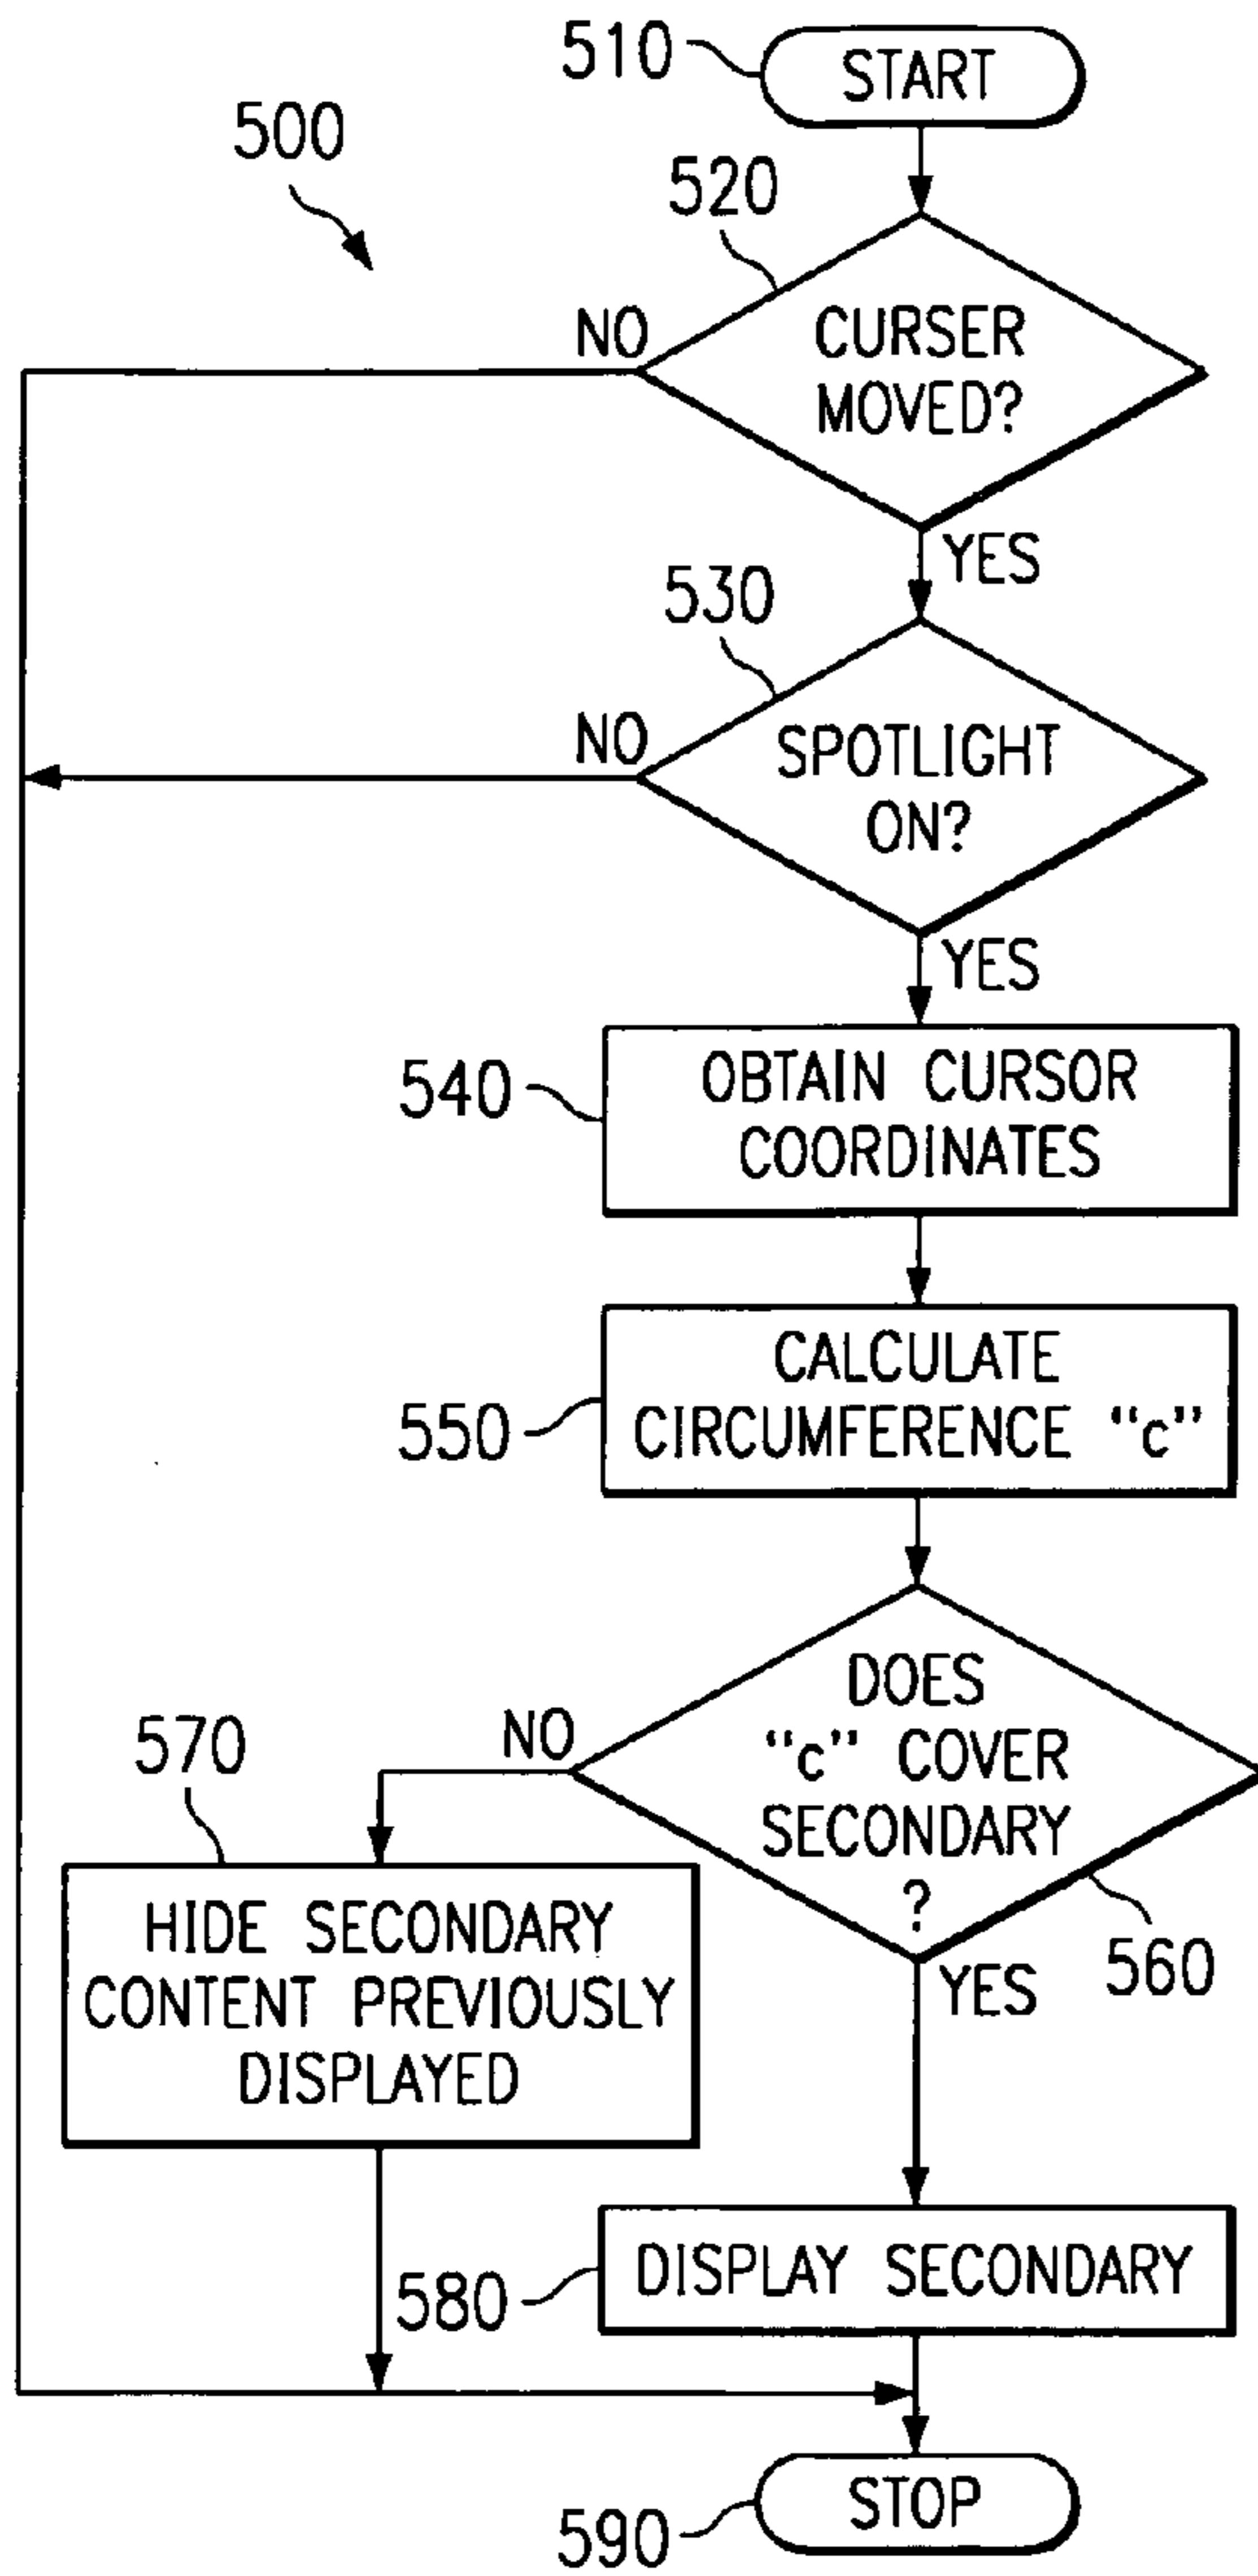 510
START
500
520
NO
CURSER
MOVED?
YES
530
NO
SPOTLIGHT
ON?
YES
540
OBTAIN CURSOR
COORDINATES
550
CALCULATE
CIRCUMFERENCE "c"
DOES
"c" COVER
SECONDARY
?
NO
560
YES
570
HIDE SECONDARY
CONTENT PREVIOUSLY
DISPLAYED
580
DISPLAY SECONDARY
590
STOP